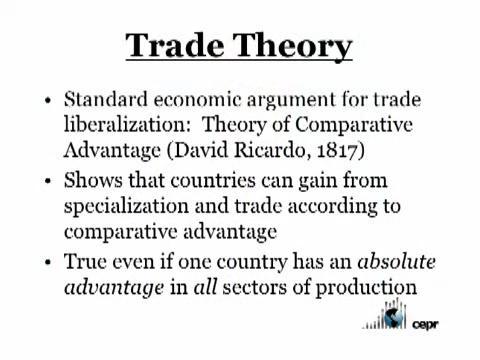 Trade Theory
• Standard economic argument for trade
liberalization:  Theory of Comparative
Advantage (David Ricardo, 1817)
• Shows that countries can gain from
specialization and trade according to
comparative advantage
• True even if one country has an absolute
advantage in all sectors of production
cepr